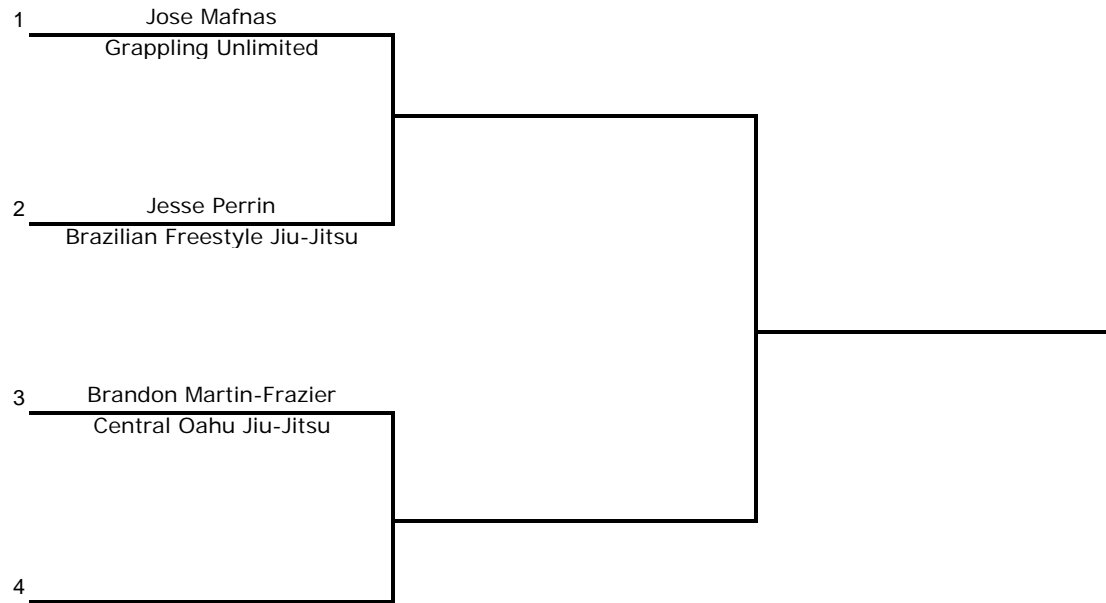 1 Jose Mafnas
Grappling Unlimited
2 Jesse Perrin
Brazilian Freestyle Jiu-Jitsu
3 Brandon Martin-Frazier
Central Oahu Jiu-Jitsu
4